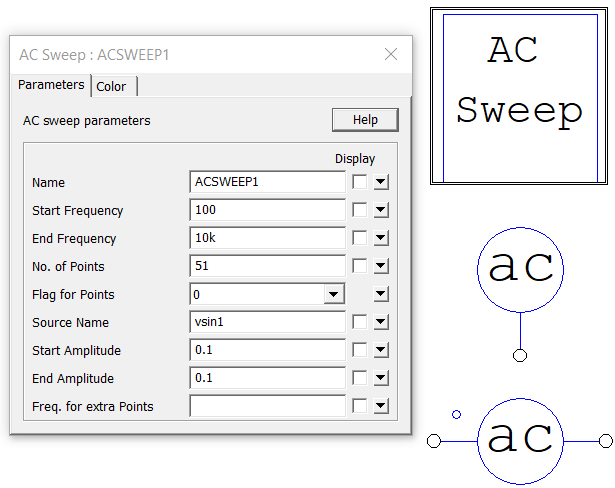 AC Sweep : ACSWEEP1
Parameters Color
AC sweep parameters Help
Display
Name ACSWEEP1
Start Frequency 100
End Frequency 10k
No. of Points 51
Flag for Points 0
Source Name vsin1
Start Amplitude 0.1
End Amplitude 0.1
Freq. for extra Points
AC
Sweep
ac
ac